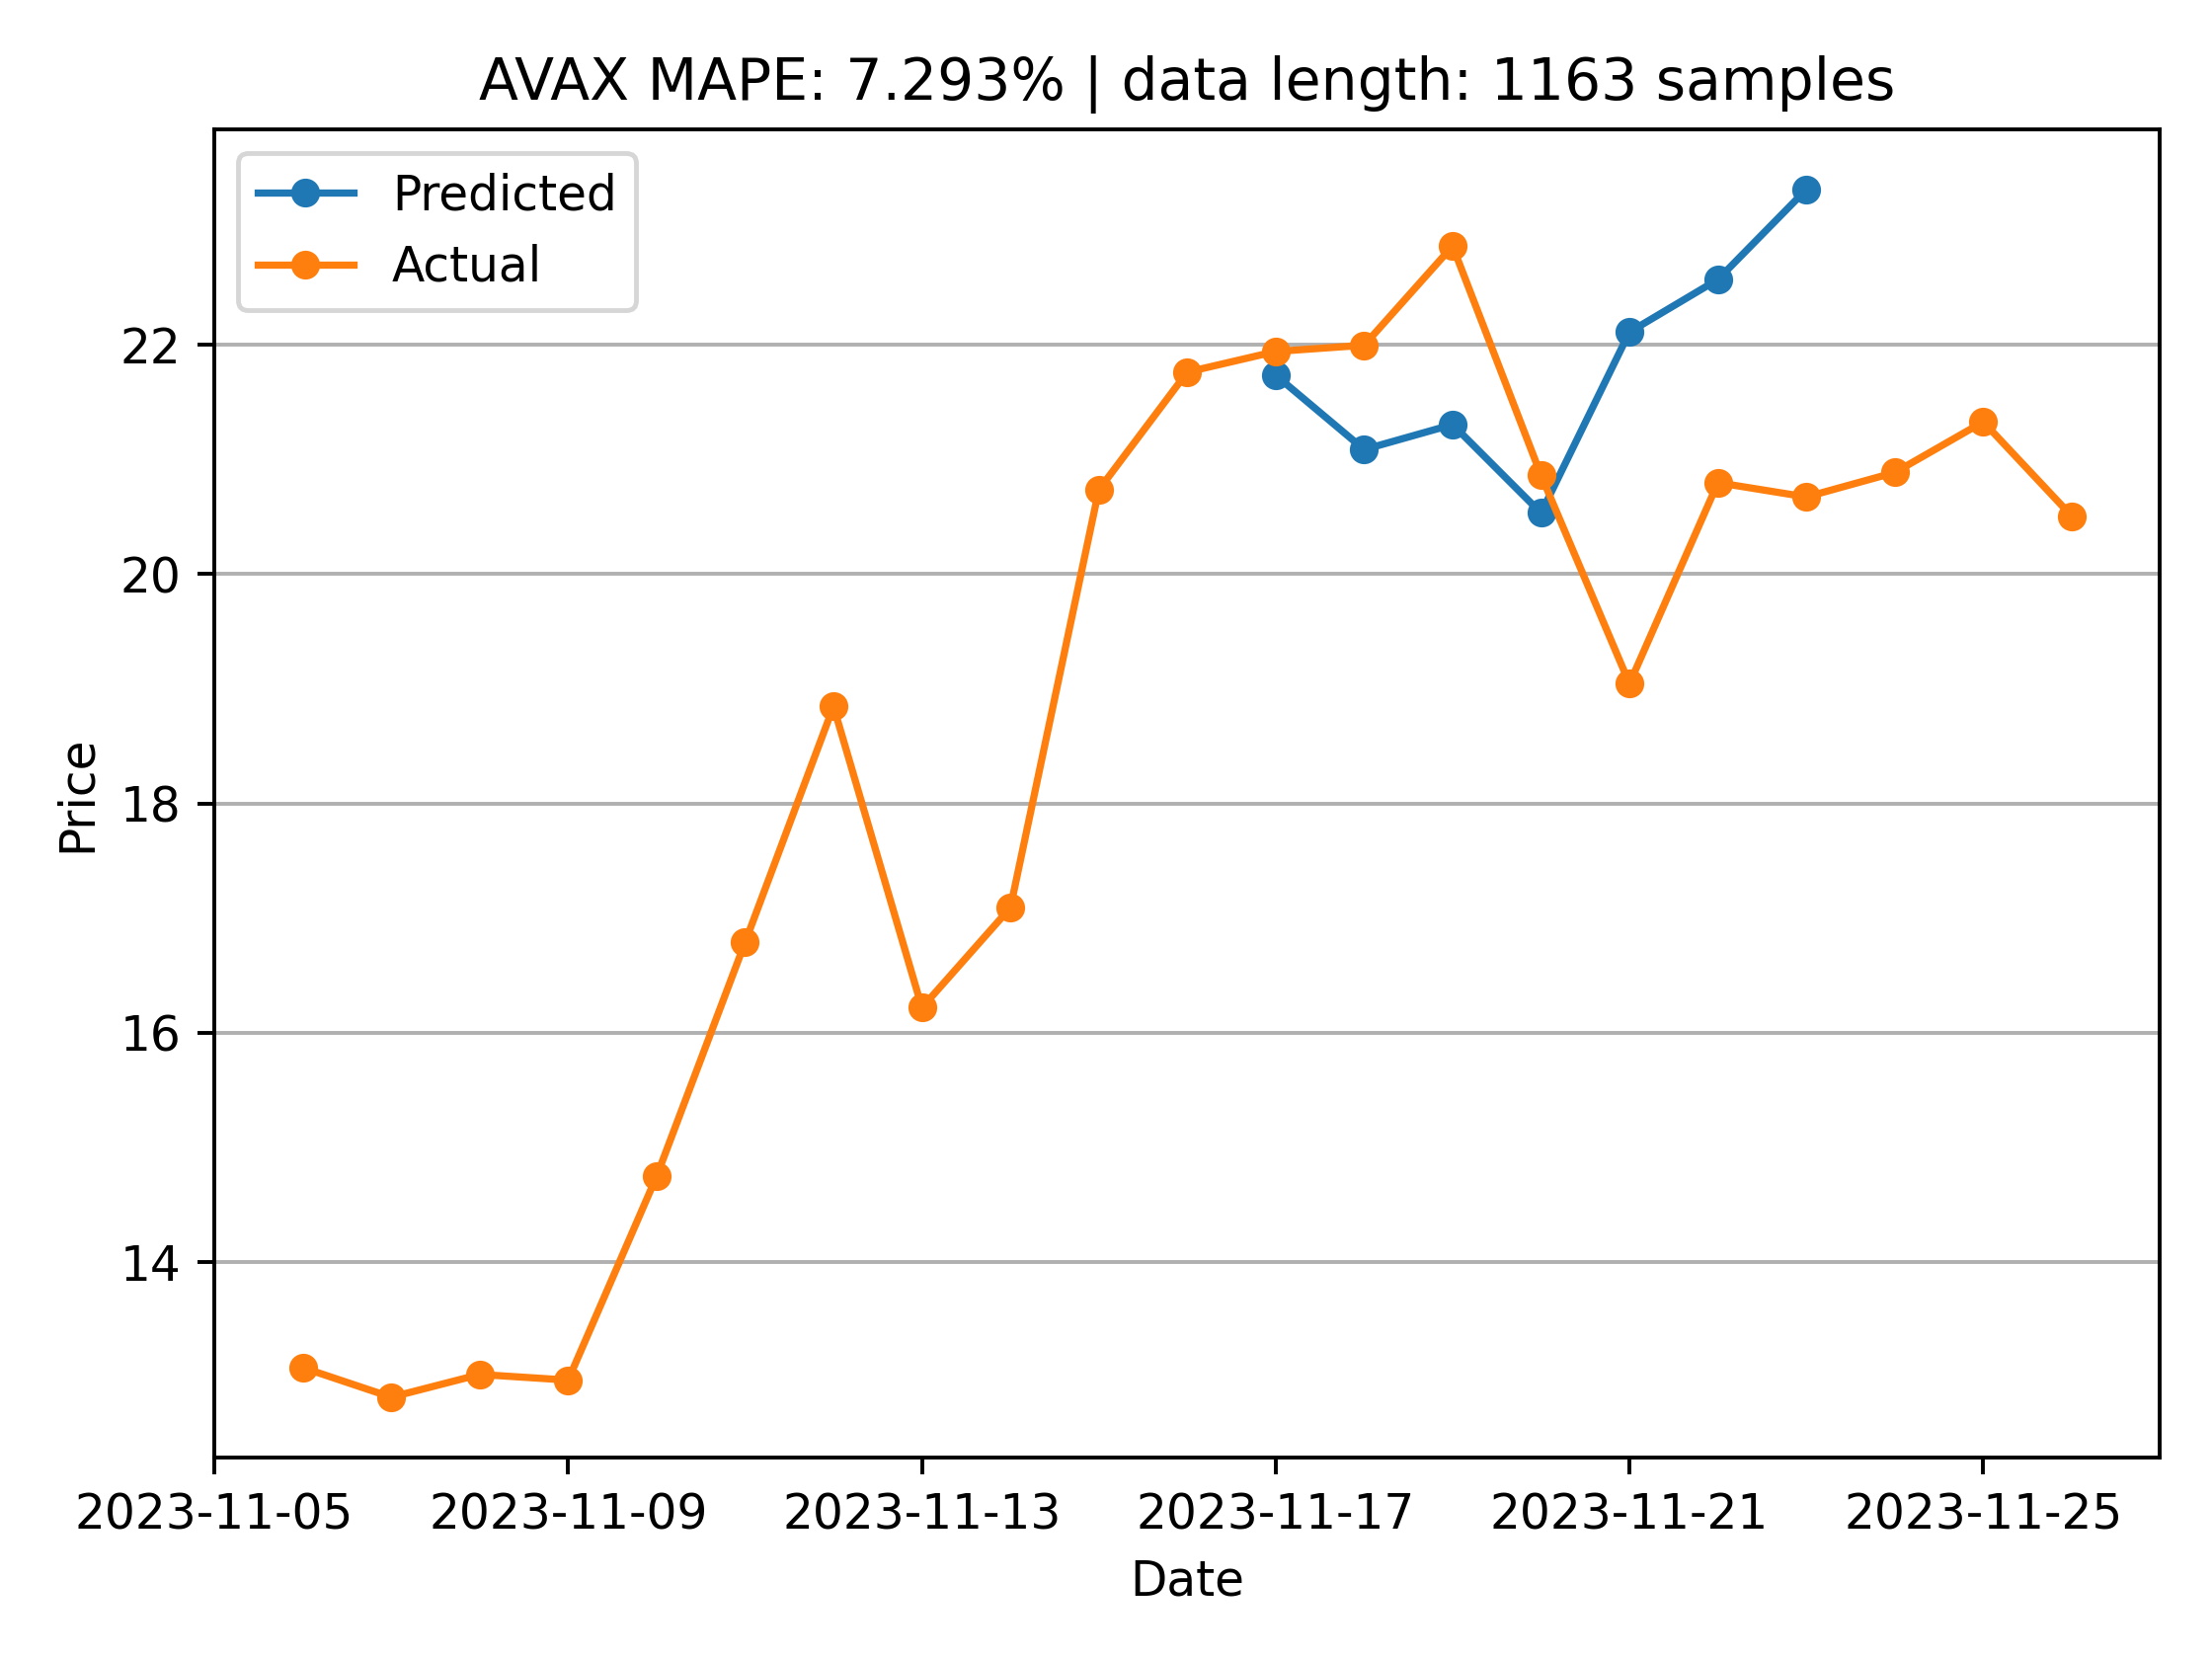 AVAX MAPE: 7.293% | data length: 1163 samples
Predicted
Actual
22
20
18
16
14
Price
2023-11-05 2023-11-09 2023-11-13 2023-11-17 2023-11-21 2023-11-25
Date